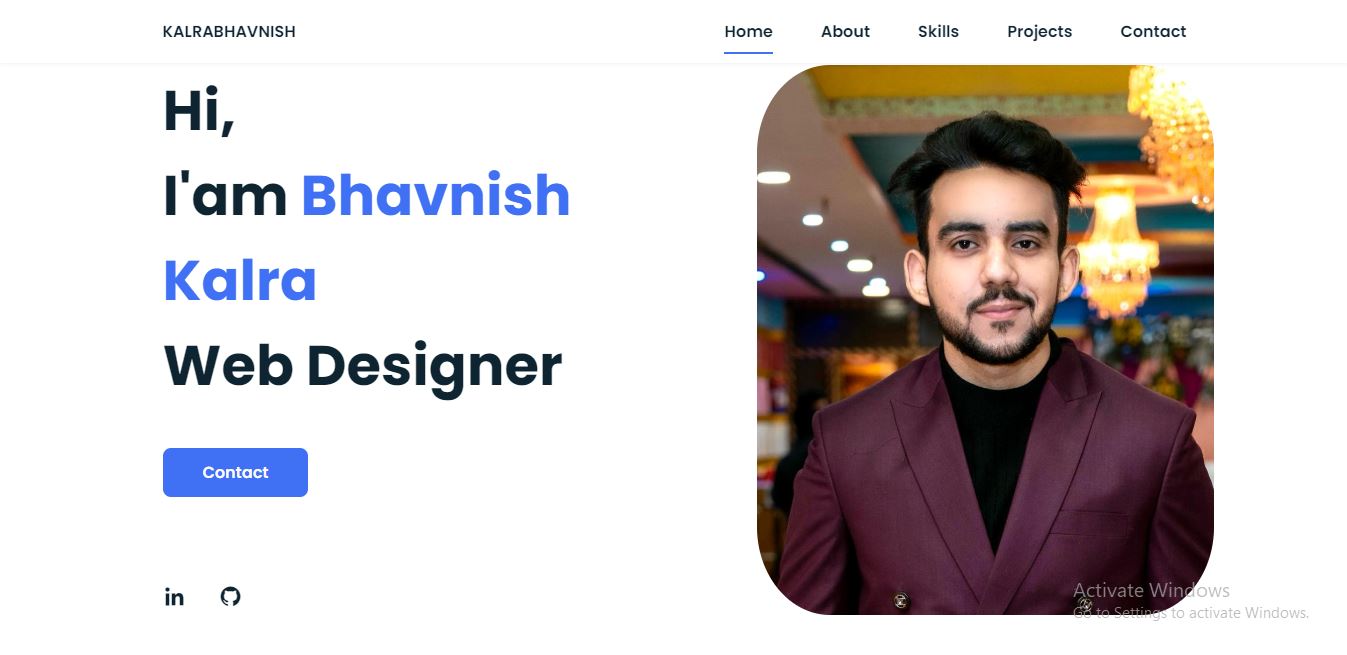 KALRABHAVNISH
Home About Skills Projects Contact
Hi,
I'am Bhavnish
Kalra
Web Designer
Contact
in
Activate Windows
Go to Settings to activate Windows.